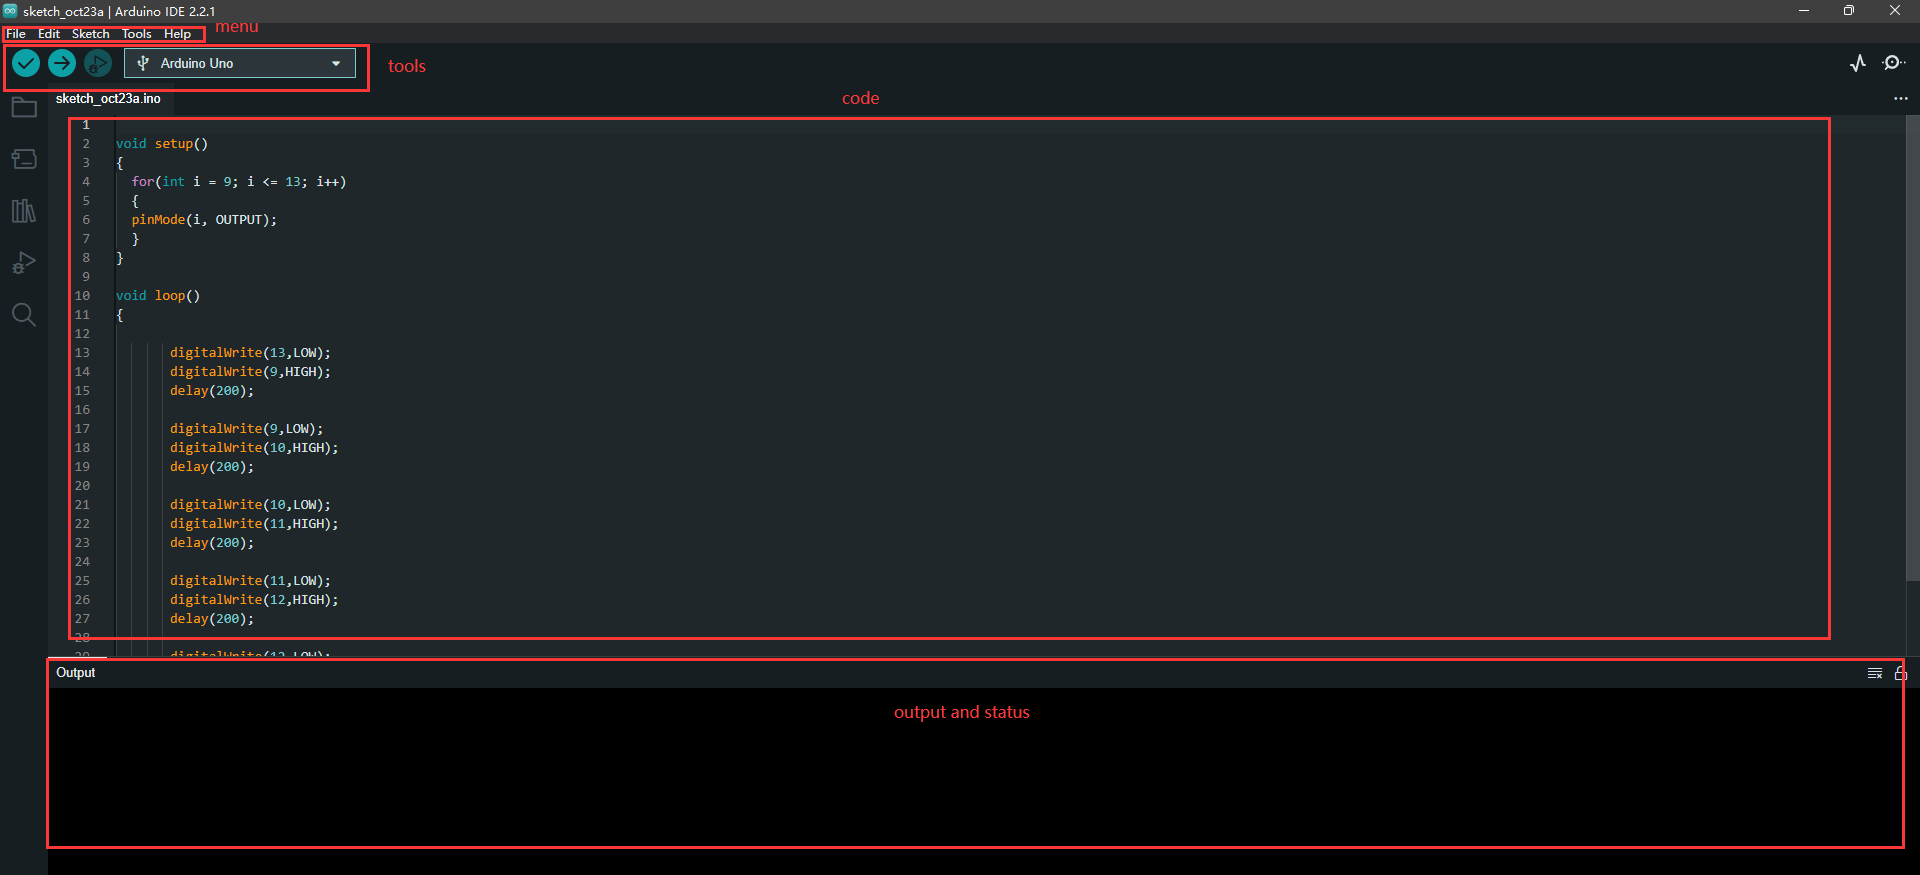 sketch_oct23a | Arduino IDE 2.2.1
File Edit Sketch Tools Help
menu
Arduino Uno
tools
sketch_oct23a.ino
code
1
2 void setup()
3 {
4 for(int i = 9; i <= 13; i++)
5 {
6 pinMode(i, OUTPUT);
7 }
8 }
9
10 void loop()
11 {
12
13 digitalWrite(13,LOW);
14 digitalWrite(9,HIGH);
15 delay(200);
16
17 digitalWrite(9,LOW);
18 digitalWrite(10,HIGH);
19 delay(200);
20
21 digitalWrite(10,LOW);
22 digitalWrite(11,HIGH);
23 delay(200);
24
25 digitalWrite(11,LOW);
26 digitalWrite(12,HIGH);
27 delay(200);
28
29 digitalWrite(12,LOW);
Output
output and status